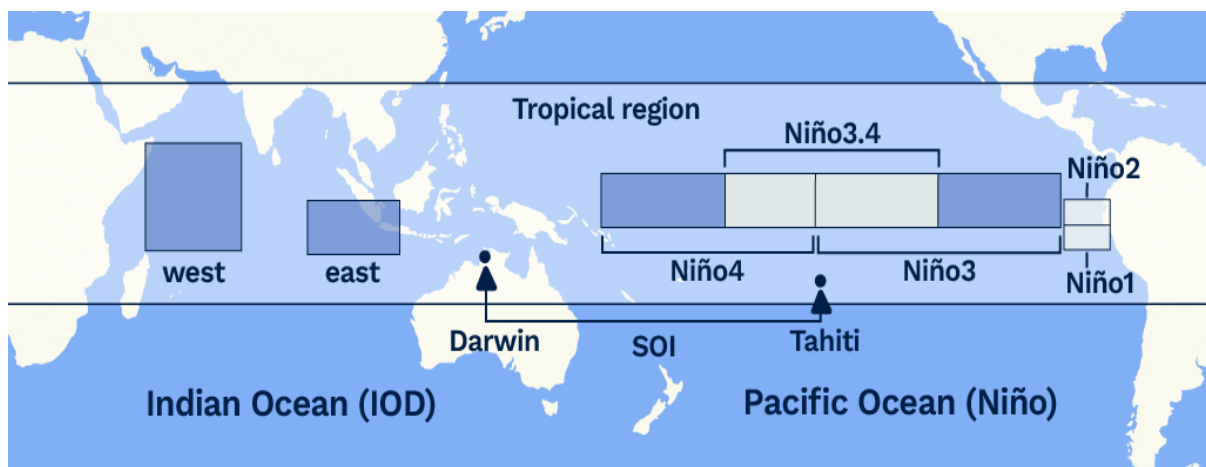 Tropical region
Niño3.4
Niño2
west
east
Niño4
Niño3
Niño1
Darwin
SOI
Tahiti
Indian Ocean (IOD)
Pacific Ocean (Niño)